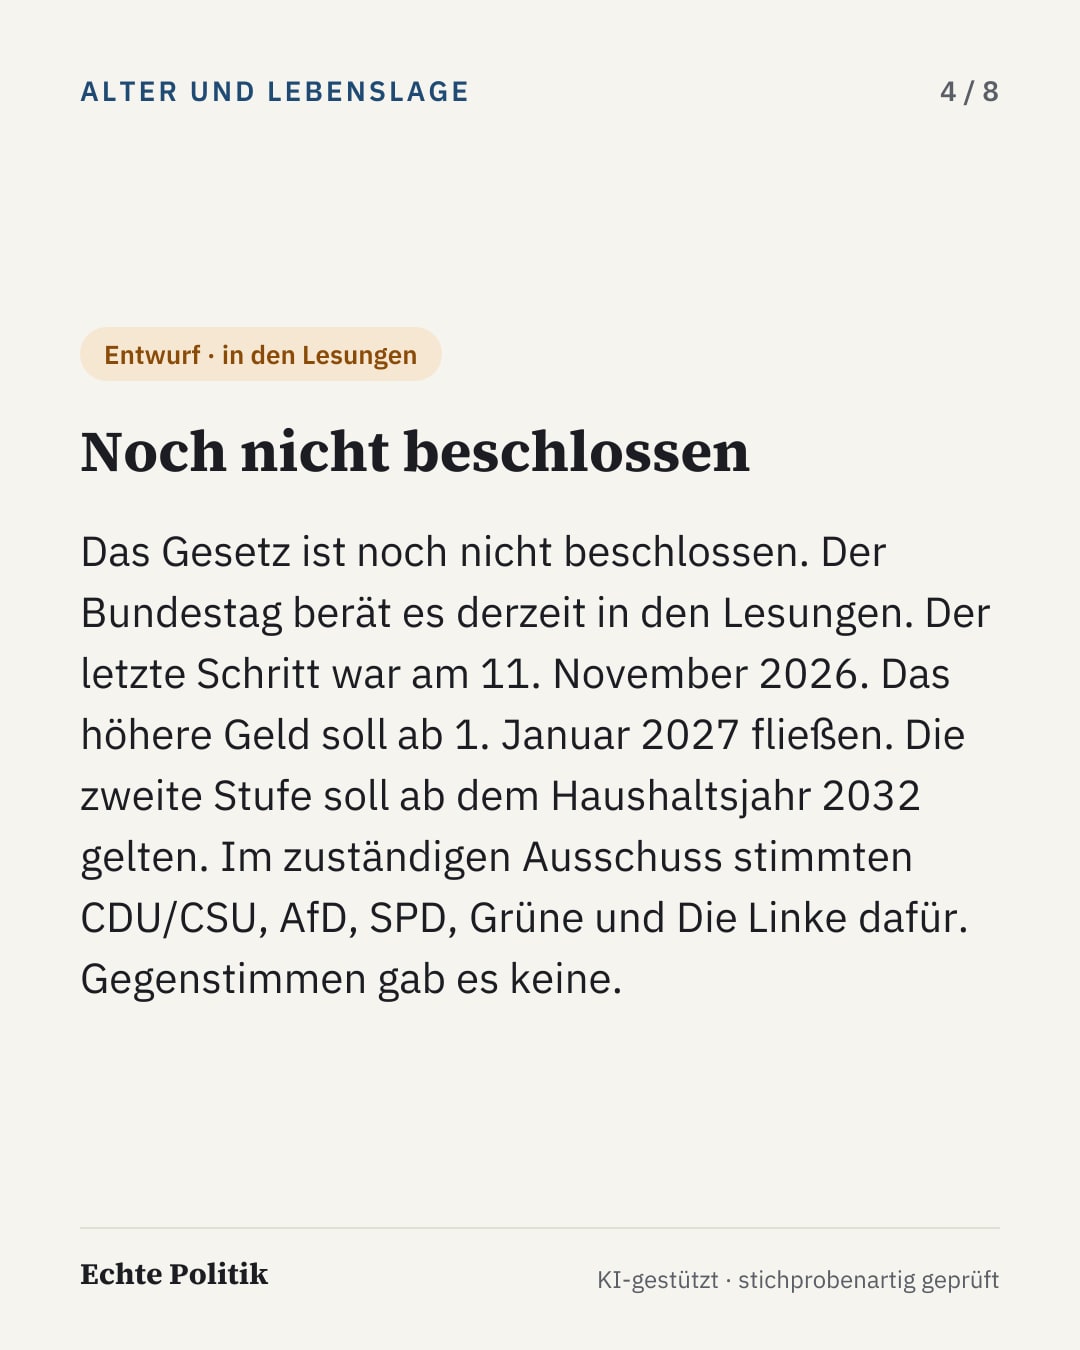 ALTER UND LEBENSLAGE
4 / 8
Entwurf · in den Lesungen
Noch nicht beschlossen
Das Gesetz ist noch nicht beschlossen. Der
Bundestag berät es derzeit in den Lesungen. Der
letzte Schritt war am 11. November 2026. Das
höhere Geld soll ab 1. Januar 2027 fließen. Die
zweite Stufe soll ab dem Haushaltsjahr 2032
gelten. Im zuständigen Ausschuss stimmten
CDU/CSU, AfD, SPD, Grüne und Die Linke dafür.
Gegenstimmen gab es keine.
Echte Politik
KI-gestützt · stichprobenartig geprüft